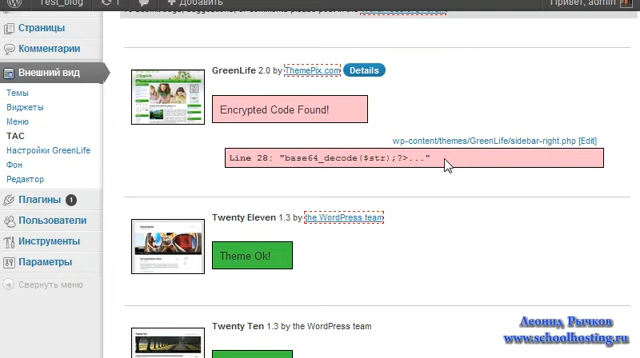 Test_blog 1 Добавить Привет, admin
Страницы
Комментарии
Внешний вид
Темы
Виджеты
Меню
TAC
Настройки GreenLife
Фон
Редактор
Плагины 1
Пользователи
Инструменты
Параметры
Свернуть меню
GreenLife 2.0 by ThemePix.com Details
Encrypted Code Found!
wp-content/themes/GreenLife/sidebar-right.php [Edit]
Line 28: "base64_decode($str);?>..."
Twenty Eleven 1.3 by the WordPress team
Theme Ok!
Twenty Ten 1.3 by the WordPress team
Леонид Рычков
www.schoolhosting.ru